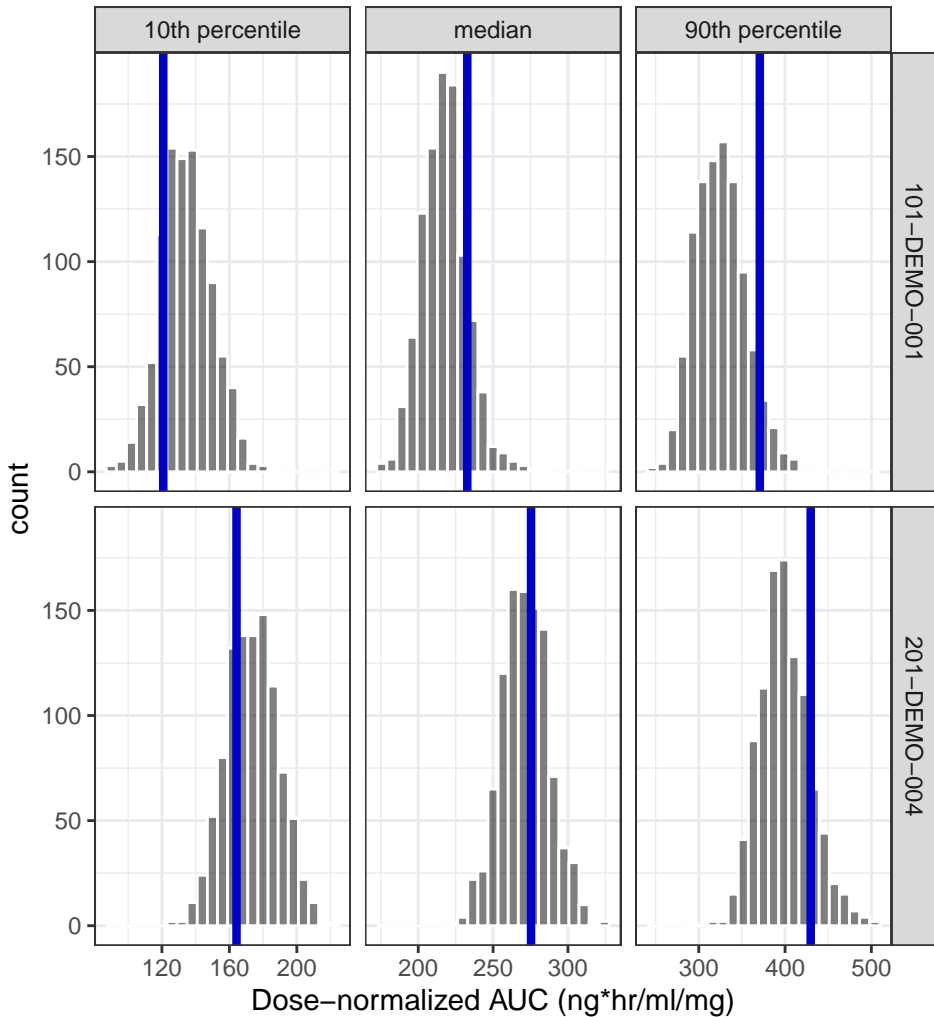 10th percentile
median
90th percentile
150
100
50
0
101−DEMO−001
count
150
100
50
0
201−DEMO−004
120 160 200
200 250 300
300 400 500
Dose−normalized AUC (ng*hr/ml/mg)